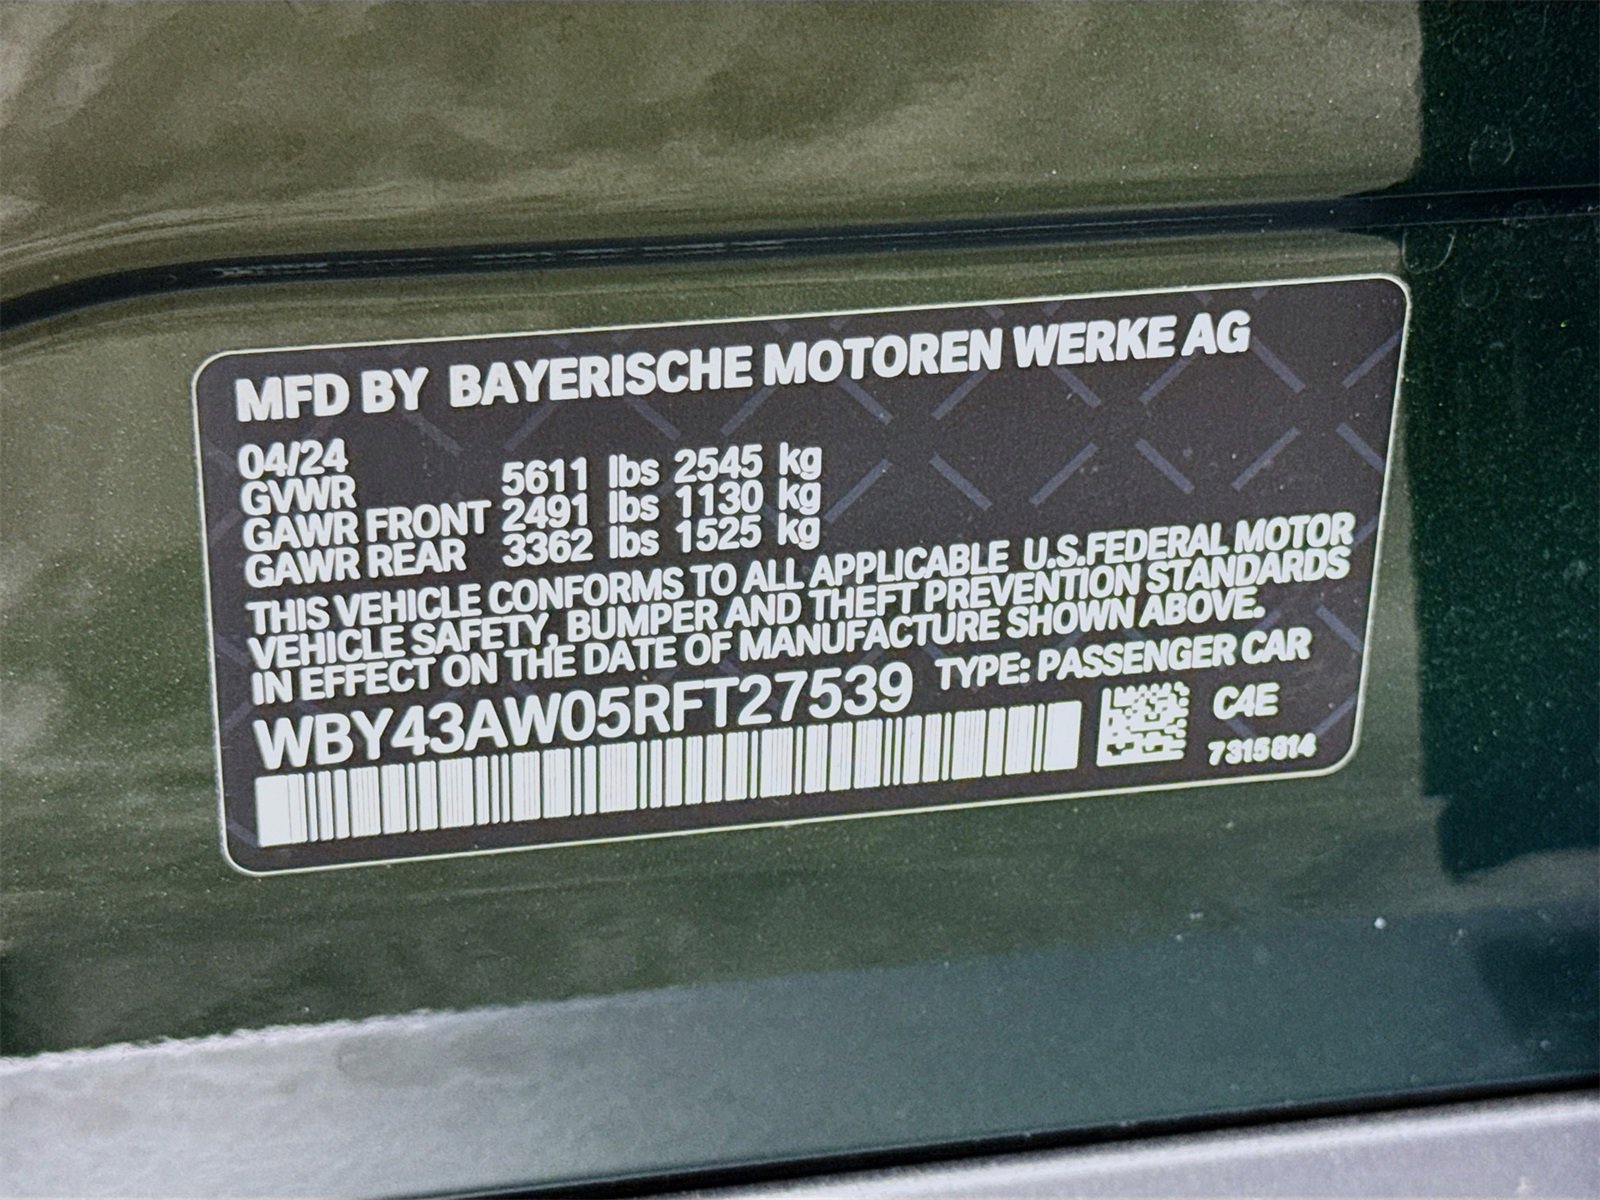 MFD BY BAYERISCHE MOTOREN WERKE AG
04/24
GVWR 5611 lbs 2545 kg
GAWR FRONT 2491 lbs 1130 kg
GAWR REAR 3362 lbs 1525 kg
THIS VEHICLE CONFORMS TO ALL APPLICABLE U.S.FEDERAL MOTOR
VEHICLE SAFETY, BUMPER AND THEFT PREVENTION STANDARDS
IN EFFECT ON THE DATE OF MANUFACTURE SHOWN ABOVE.
WBY43AW05RFT27539 TYPE: PASSENGER CAR
C4E
7315814